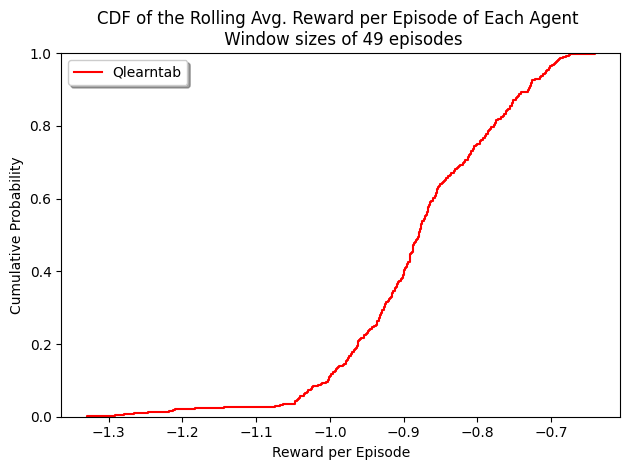 CDF of the Rolling Avg. Reward per Episode of Each Agent
Window sizes of 49 episodes
Qlearntab
Cumulative Probability
1.0
0.8
0.6
0.4
0.2
0.0
−1.3 −1.2 −1.1 −1.0 −0.9 −0.8 −0.7
Reward per Episode